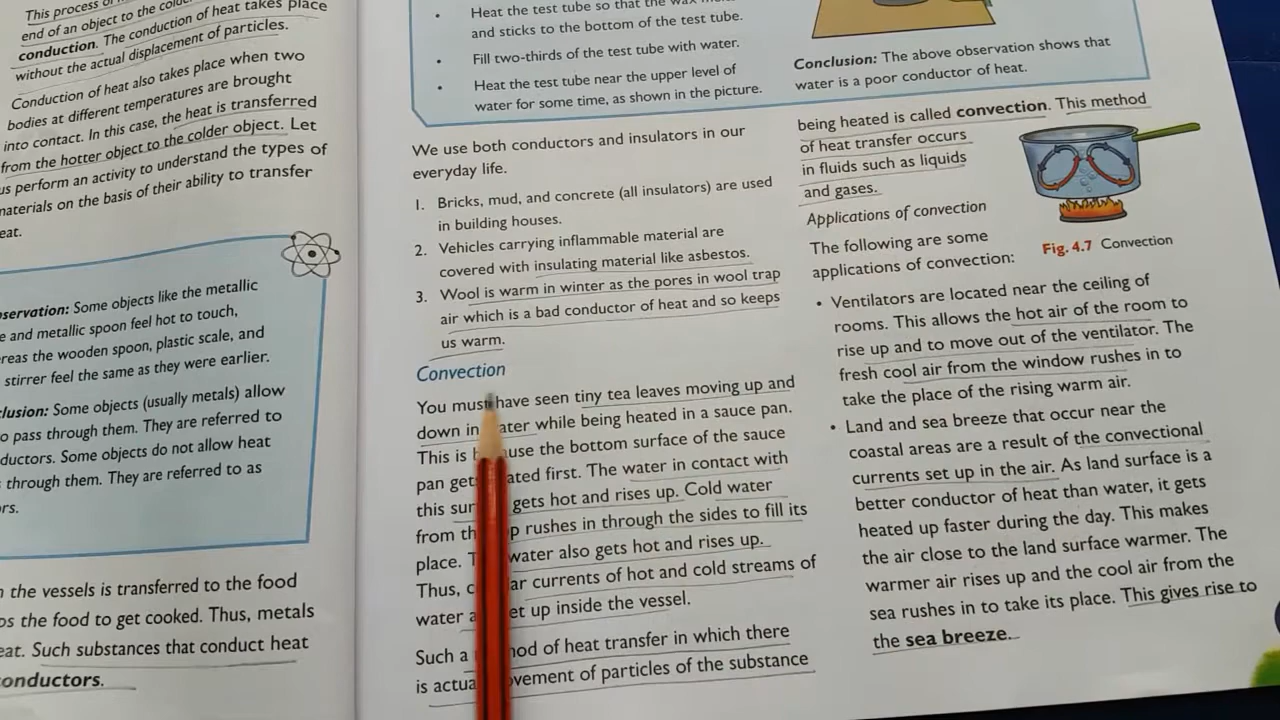 This process of
end of an object to the
conduction. The conduction of heat takes place
without the actual displacement of particles.
Conduction of heat also takes place when two
bodies at different temperatures are brought
into contact. In this case, the heat is transferred
from the hotter object to the colder object. Let
us perform an activity to understand the types of
materials on the basis of their ability to transfer
eat.
servation: Some objects like the metallic
e and metallic spoon feel hot to touch,
ereas the wooden spoon, plastic scale, and
stirrer feel the same as they were earlier.
clusion: Some objects (usually metals) allow
o pass through them. They are referred to
ductors. Some objects do not allow heat
through them. They are referred to as
rs.
n the vessels is transferred to the food
ps the food to get cooked. Thus, metals
eat. Such substances that conduct heat
conductors.
• Heat the test tube so that the wax
and sticks to the bottom of the test tube.
• Fill two-thirds of the test tube with water.
• Heat the test tube near the upper level of
water for some time, as shown in the picture.
Conclusion: The above observation shows that
water is a poor conductor of heat.
We use both conductors and insulators in our
everyday life.
1. Bricks, mud, and concrete (all insulators) are used
in building houses.
2. Vehicles carrying inflammable material are
covered with insulating material like asbestos.
3. Wool is warm in winter as the pores in wool trap
air which is a bad conductor of heat and so keeps
us warm.
Convection
You must have seen tiny tea leaves moving up and
down in ater while being heated in a sauce pan.
This is b use the bottom surface of the sauce
pan get ated first. The water in contact with
this sur gets hot and rises up. Cold water
from th p rushes in through the sides to fill its
place. T water also gets hot and rises up.
Thus, c ar currents of hot and cold streams of
water a et up inside the vessel.
Such a hod of heat transfer in which there
is actua ovement of particles of the substance
being heated is called convection. This method
of heat transfer occurs
in fluids such as liquids
and gases.
Fig. 4.7 Convection
Applications of convection
The following are some
applications of convection:
• Ventilators are located near the ceiling of
rooms. This allows the hot air of the room to
rise up and to move out of the ventilator. The
fresh cool air from the window rushes in to
take the place of the rising warm air.
• Land and sea breeze that occur near the
coastal areas are a result of the convectional
currents set up in the air. As land surface is a
better conductor of heat than water, it gets
heated up faster during the day. This makes
the air close to the land surface warmer. The
warmer air rises up and the cool air from the
sea rushes in to take its place. This gives rise to
the sea breeze.